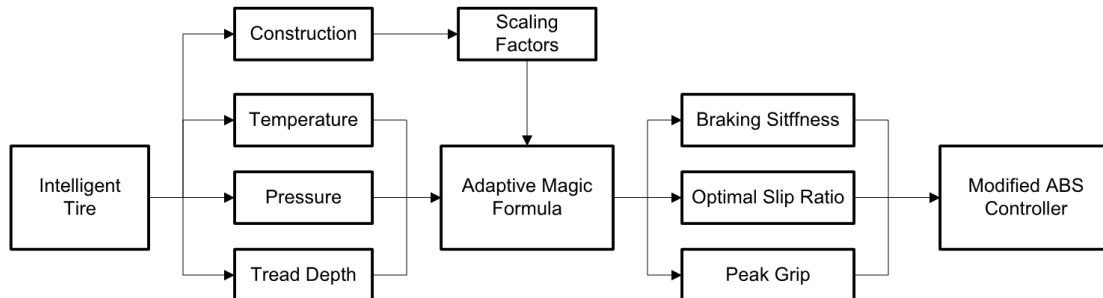 Construction
Scaling
Factors
Temperature
Braking Sitffness
Intelligent
Tire
Pressure
Adaptive Magic
Formula
Optimal Slip Ratio
Modified ABS
Controller
Tread Depth
Peak Grip